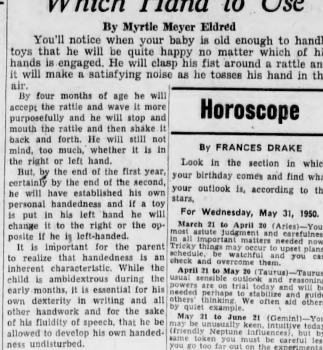 Which Hand to Use
By Myrtle Meyer Eldred
You'll notice when your baby is old enough to handl
toys that he will be quite happy no matter which of hi
hands is engaged. He will clasp his fist around a rattle an
it will make a satisfying noise as he tosses his hand in th
air.
By four months of age he will
accept the rattle and wave it more
purposefully and he will stop and
mouth the rattle and then shake it
back and forth. He will still not
mind, too much, whether it is in
the right or left hand.
But, by the end of the first year,
certainly by the end of the second,
he will have established his own
personal handedness and if a toy
is put in his left hand he will
change it to the right or the op-
posite if he is left-handed.
It is important for the parent
to realize that handedness is an
inherent characteristic. While the
child is ambidextrous during the
early months, it is essential for his
own dexterity in writing and all
other handwork and for the sake
of his fluidity of speech, that he be
allowed to develop his own handed-
ness undisturbed.
Horoscope
By FRANCES DRAKE
Look in the section in whic
your birthday comes and find wha
your outlook is, according to th
stars,
For Wednesday, May 31, 1950.
March 21 to April 20 (Aries)—You
most astute judgment and carefulnes
in all important matters needed now
Tricky things may occur to upset plans
schedule, be watchful and you ca
check and overcome them.
April 21 to May 20 (Taurus)—Taurus
usual sensible outlook and reasoning
powers are on trial today and will b
needed perhaps to stabilize and guid
others' thinking. We often aid other
by quiet example.
May 21 to June 21 (Gemini)—Yo
may be unusually keen, intuitive today
(friendly Neptune influences), but by
same token you must be careful les
you go too far out on the experiments